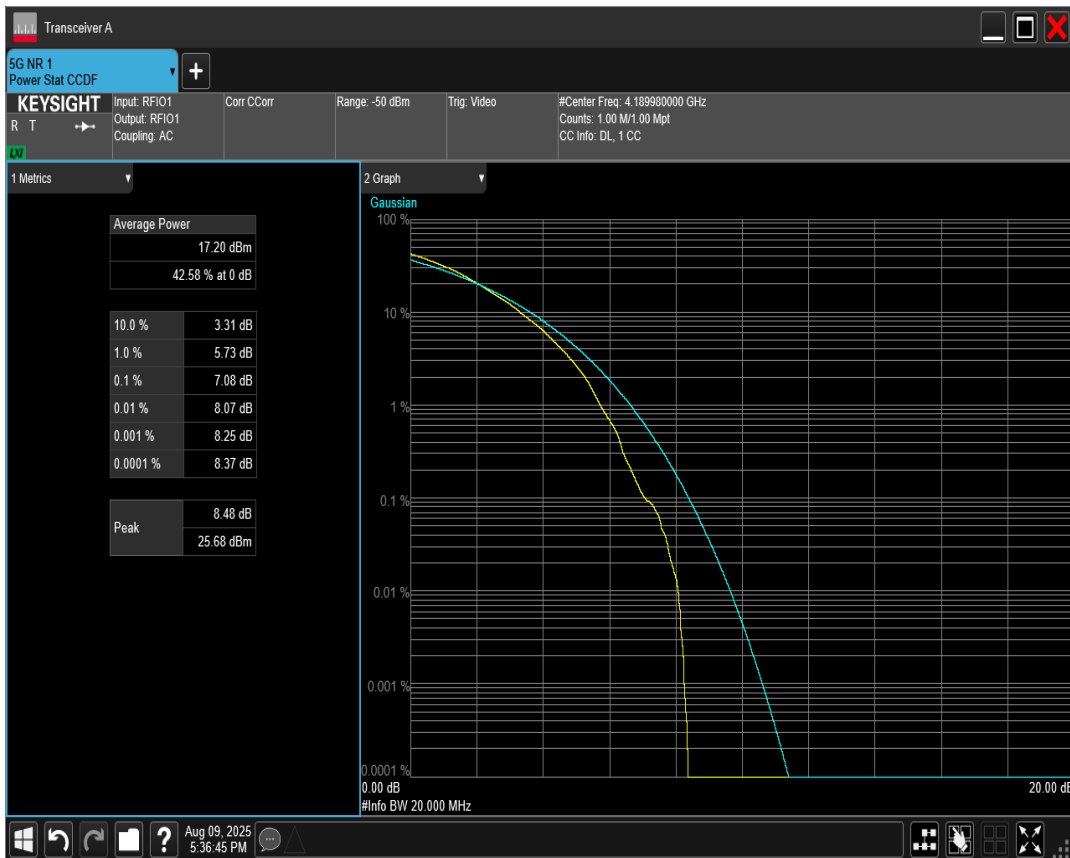 Transceiver A
5G NR 1
Power Stat CCDF
KEYSIGHT
R T
LXI
Input: RFIO1
Output: RFIO1
Coupling: AC
Corr CCorr
Range: -50 dBm
Trig: Video
#Center Freq: 4.189980000 GHz
Counts: 1.00 M/1.00 Mpt
CC Info: DL, 1 CC
1 Metrics
Average Power
17.20 dBm
42.58 % at 0 dB
10.0 % 3.31 dB
1.0 % 5.73 dB
0.1 % 7.08 dB
0.01 % 8.07 dB
0.001 % 8.25 dB
0.0001 % 8.37 dB
Peak
8.48 dB
25.68 dBm
2 Graph
Gaussian
100 %
10 %
1 %
0.1 %
0.01 %
0.001 %
0.0001 %
0.00 dB
20.00 dB
#Info BW 20.000 MHz
?
Aug 09, 2025
5:36:45 PM